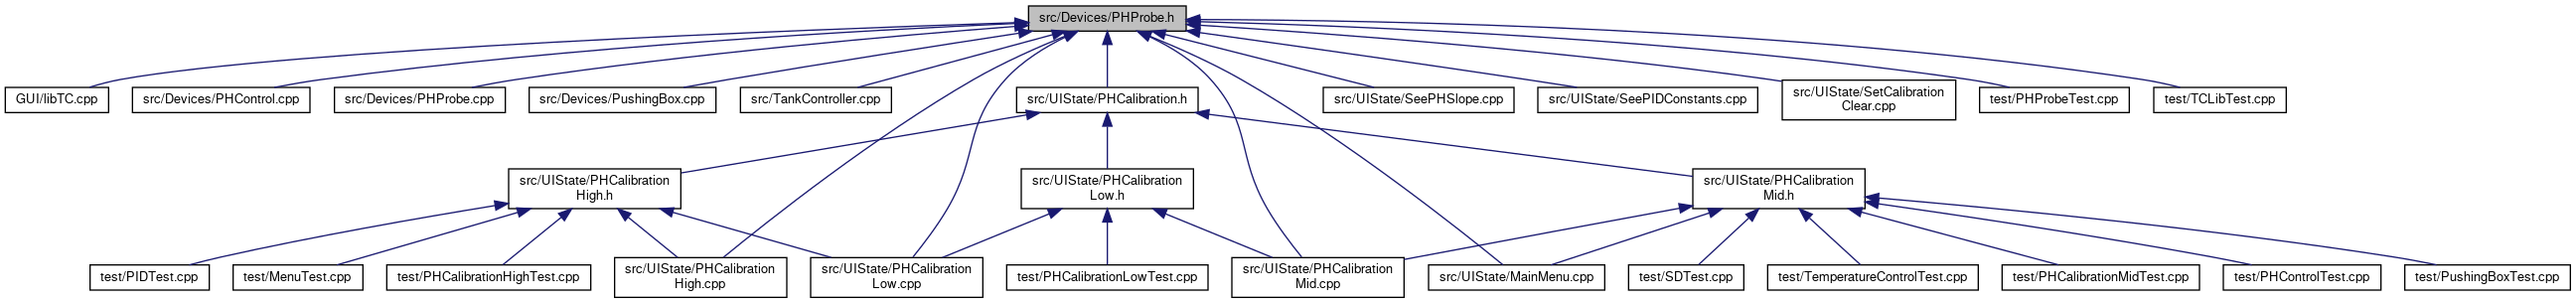 src/Devices/PHProbe.h
GUI/libTC.cpp
src/Devices/PHControl.cpp
src/Devices/PHProbe.cpp
src/Devices/PushingBox.cpp
src/TankController.cpp
src/UIState/PHCalibration.h
src/UIState/SeePHSlope.cpp
src/UIState/SeePIDConstants.cpp
src/UIState/SetCalibration
Clear.cpp
test/PHProbeTest.cpp
test/TCLibTest.cpp
src/UIState/PHCalibration
High.h
src/UIState/PHCalibration
Low.h
src/UIState/PHCalibration
Mid.h
test/PIDTest.cpp
test/MenuTest.cpp
test/PHCalibrationHighTest.cpp
src/UIState/PHCalibration
High.cpp
src/UIState/PHCalibration
Low.cpp
test/PHCalibrationLowTest.cpp
src/UIState/PHCalibration
Mid.cpp
src/UIState/MainMenu.cpp
test/SDTest.cpp
test/TemperatureControlTest.cpp
test/PHCalibrationMidTest.cpp
test/PHControlTest.cpp
test/PushingBoxTest.cpp